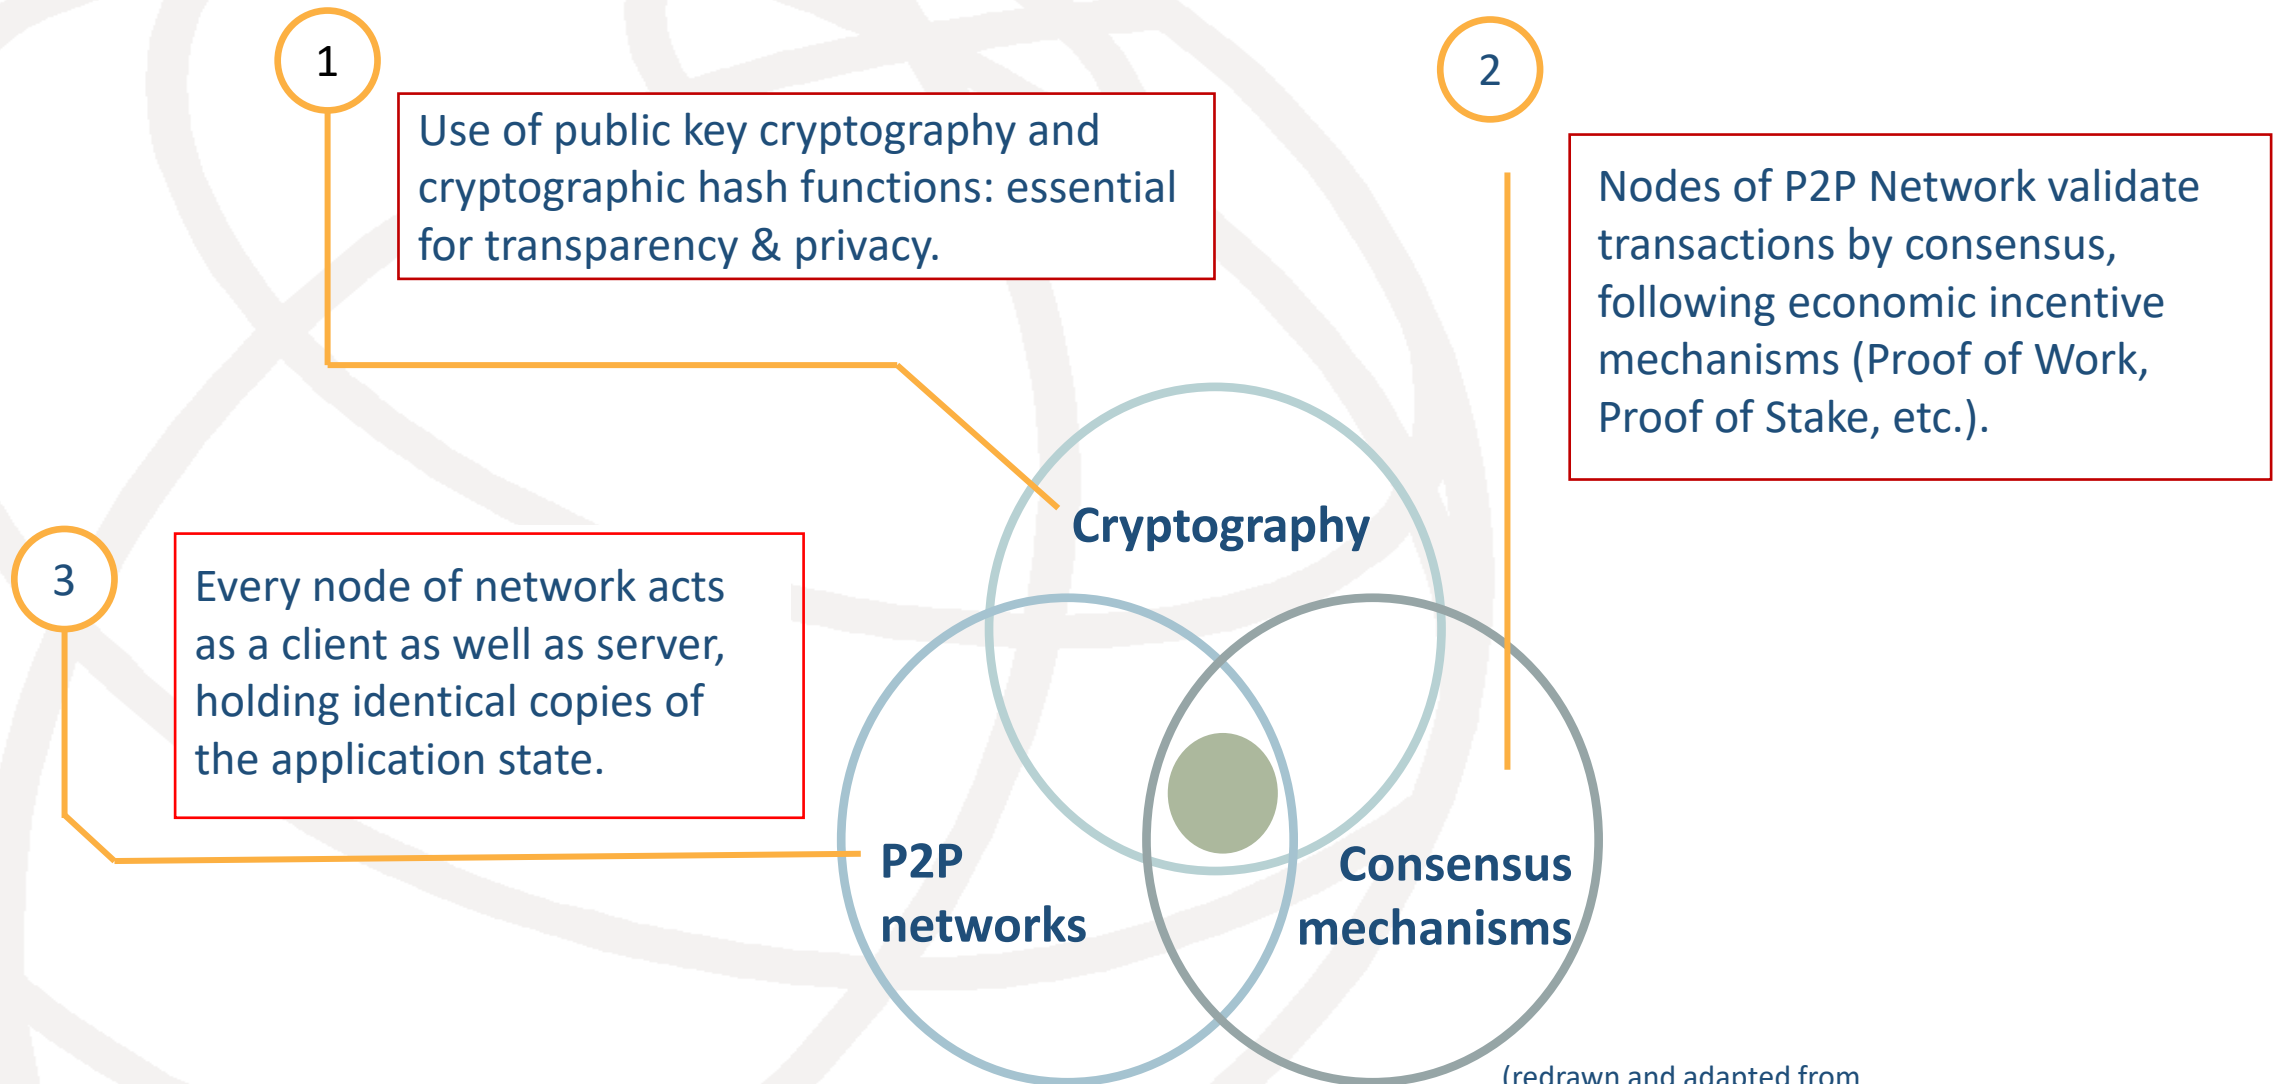 1
Use of public key cryptography and
cryptographic hash functions: essential
for transparency & privacy.
2
Nodes of P2P Network validate
transactions by consensus,
following economic incentive
mechanisms (Proof of Work,
Proof of Stake, etc.).
3
Every node of network acts
as a client as well as server,
holding identical copies of
the application state.
Cryptography
P2P
networks
Consensus
mechanisms
(redrawn and adapted from